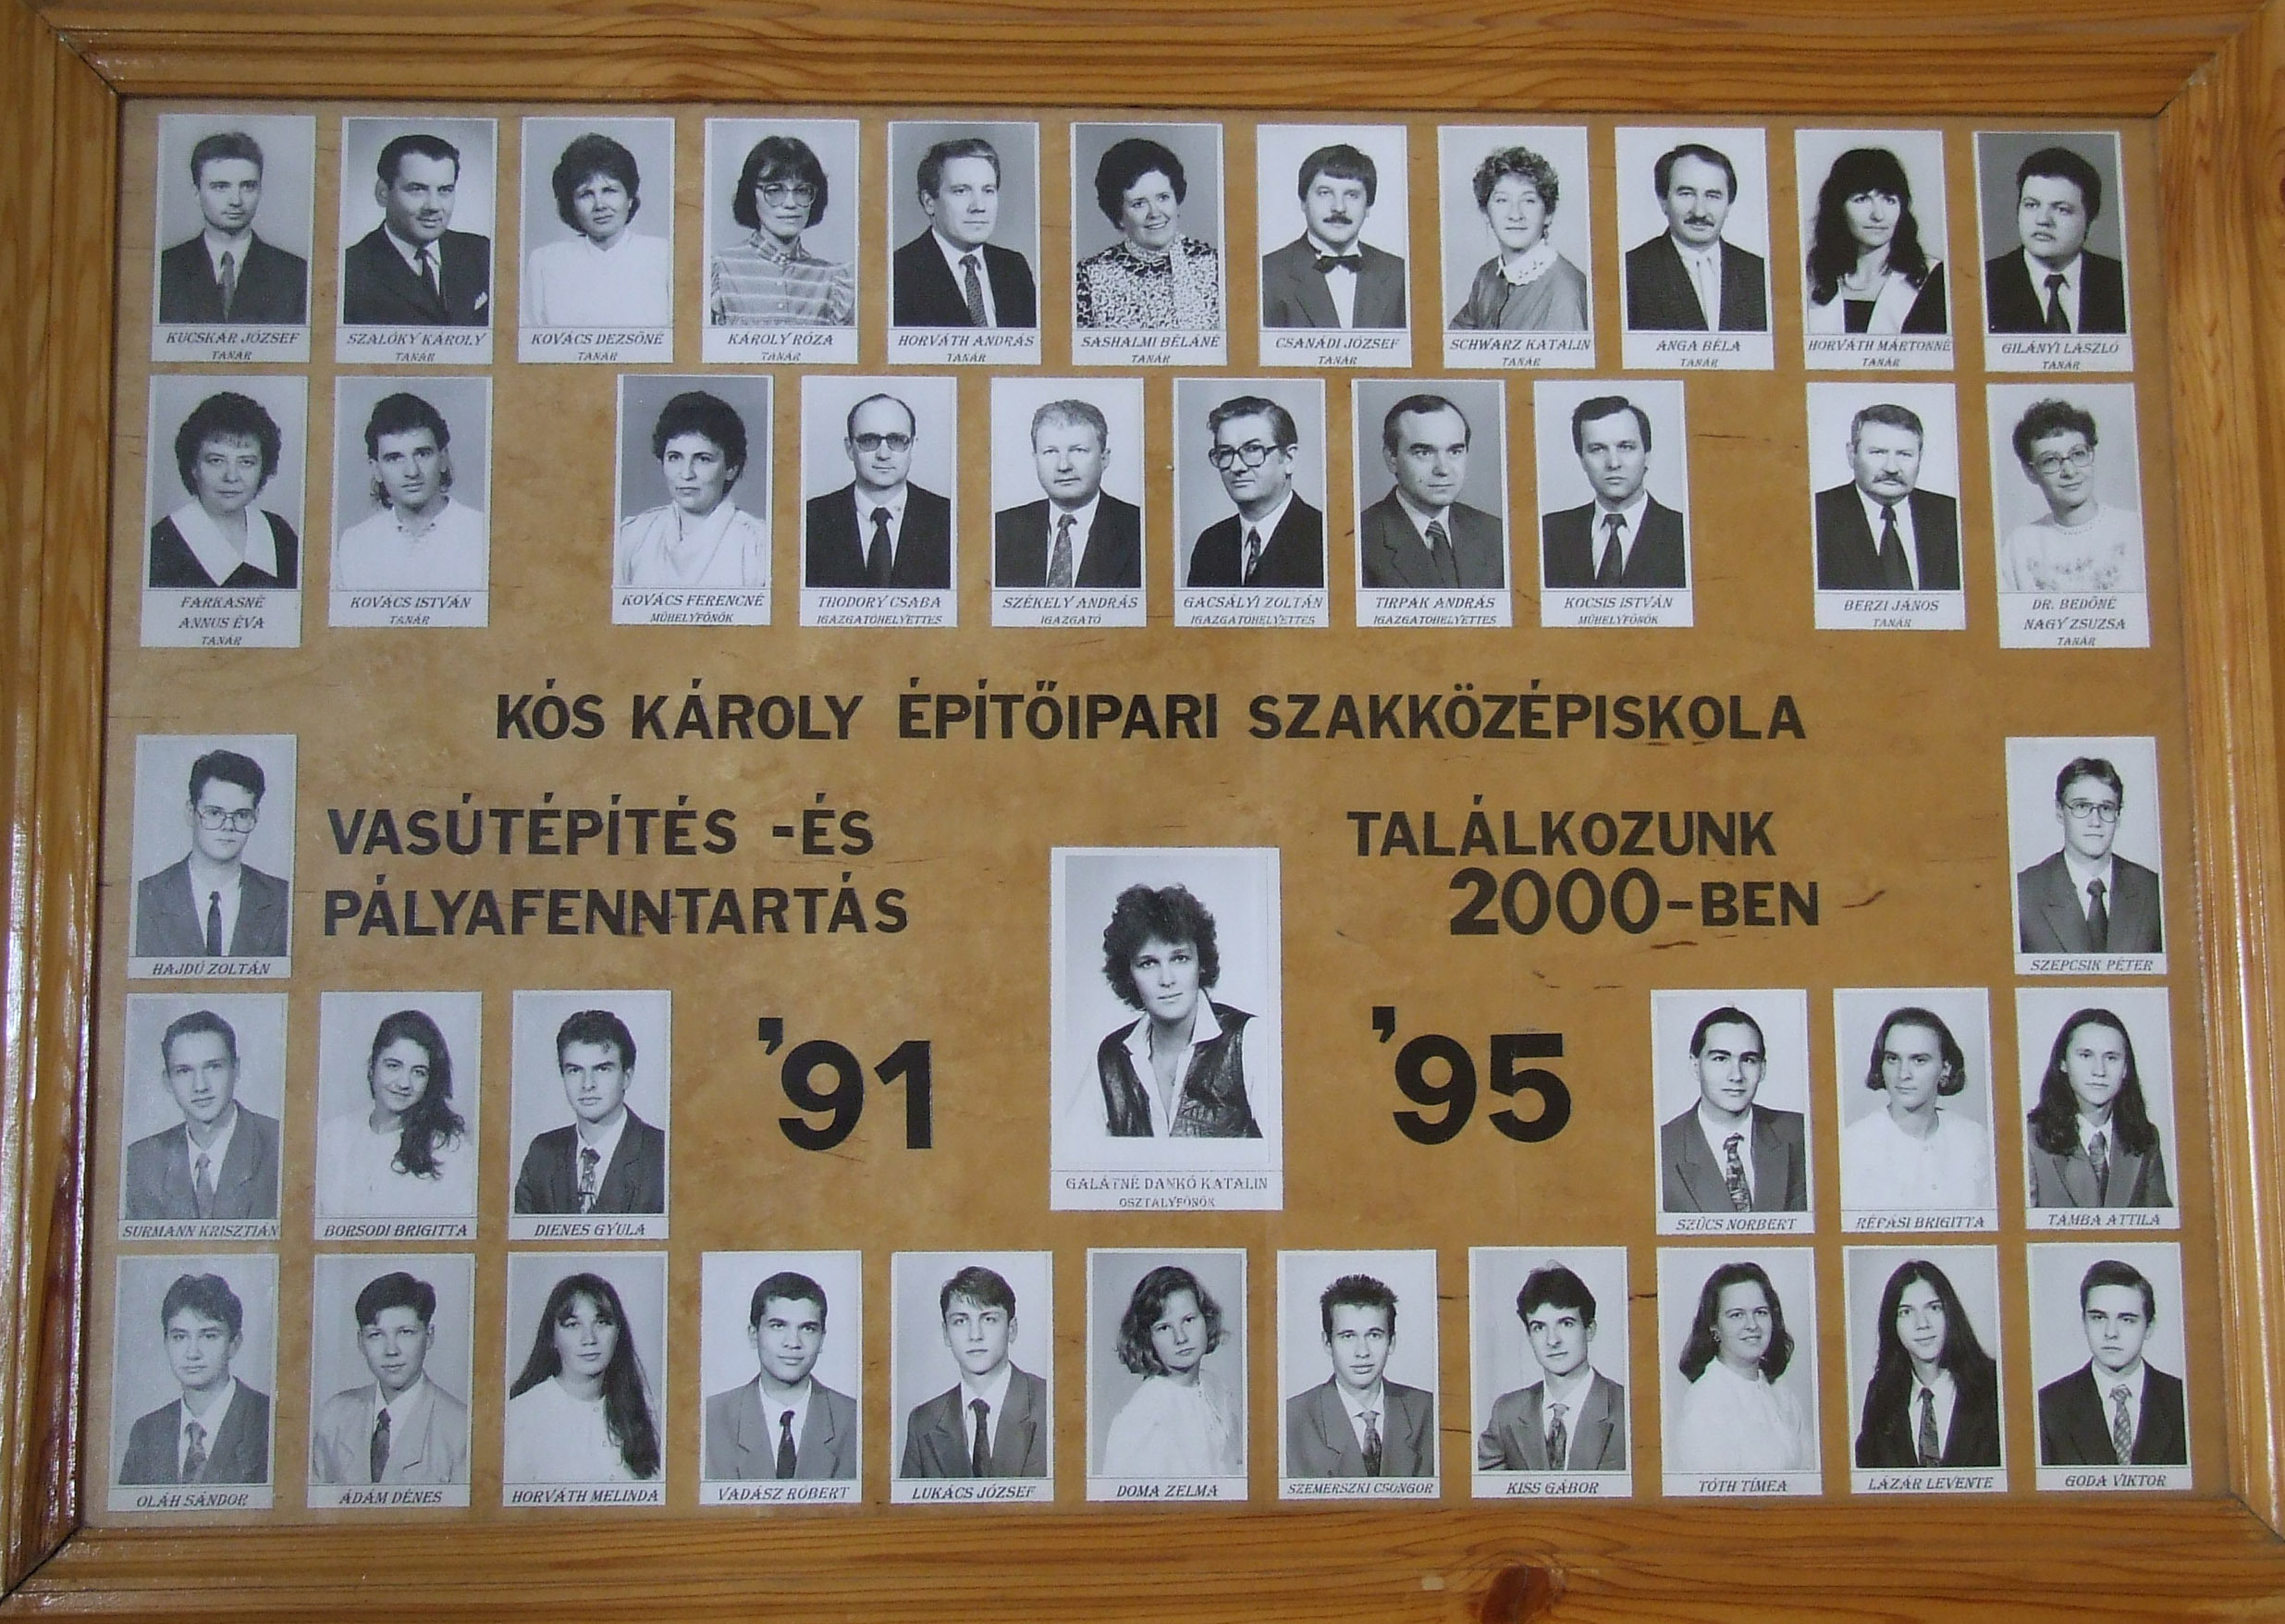 KUCSKÁR JÓZSEF
TANÁR
SZALÓKY KÁROLY
TANÁR
KOVÁCS DEZSŐNÉ
TANÁR
KÁROLY RÓZA
TANÁR
HORVÁTH ANDRÁS
TANÁR
SASHALMI BÉLÁNÉ
TANÁR
CSANÁDI JÓZSEF
TANÁR
SCHWARZ KATALIN
TANÁR
ANGA BÉLA
TANÁR
HORVÁTH MÁRTONNÉ
TANÁR
GILÁNYI LÁSZLÓ
TANÁR
FARKASNÉ
ANNUS ÉVA
TANÁR
KOVÁCS ISTVÁN
TANÁR
KOVÁCS FERENCNÉ
MŰHELYFŐNÖK
THODORY CSABA
IGAZGATÓHELYETTES
SZÉKELY ANDRÁS
IGAZGATÓ
GACSÁLYI ZOLTÁN
IGAZGATÓHELYETTES
TIRPÁK ANDRÁS
IGAZGATÓHELYETTES
KOCSIS ISTVÁN
MŰHELYFŐNÖK
BERZI JÁNOS
TANÁR
DR. BEDŐNÉ
NAGY ZSUZSA
TANÁR
KÓS KÁROLY ÉPÍTŐIPARI SZAKKÖZÉPISKOLA
VASÚTÉPÍTÉS -ÉS
PÁLYAFENNTARTÁS
TALÁLKOZUNK
2000-BEN
HAJDÚ ZOLTÁN
SZEPCSIK PÉTER
'91
'95
GALÁTNÉ DANKÓ KATALIN
OSZTÁLYFŐNÖK
SURMANN KRISZTIÁN
BORSODI BRIGITTA
DIENES GYULA
SZŰCS NORBERT
RÉPÁSI BRIGITTA
TAMBA ATTILA
OLÁH SÁNDOR
ÁDÁM DÉNES
HORVÁTH MELINDA
VADÁSZ RÓBERT
LUKÁCS JÓZSEF
DOMA ZELMA
SZEMERSZKI CSONGOR
KISS GÁBOR
TÓTH TÍMEA
LÁZÁR LEVENTE
GODA VIKTOR